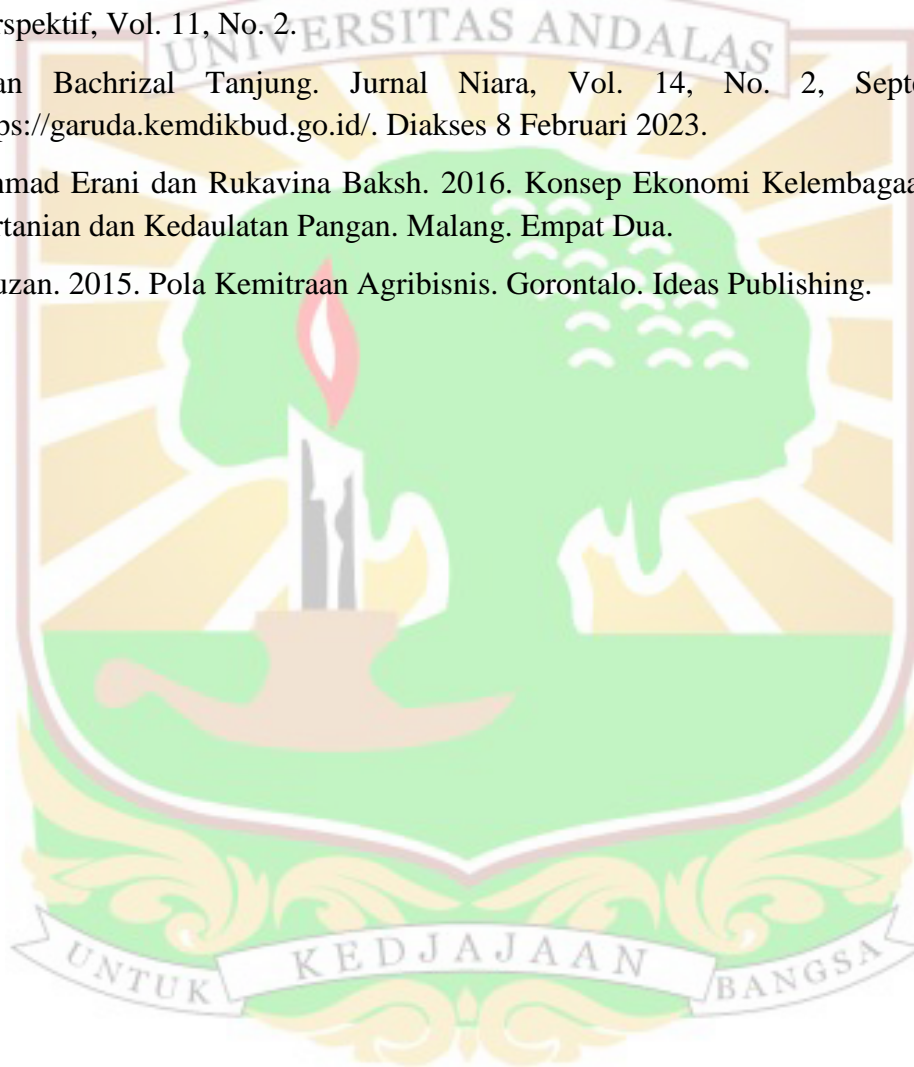 rspektif, Vol. 11, No. 2.
UNIVERSITAS ANDALAS
an Bachrizal Tanjung. Jurnal Niara, Vol. 14, No. 2, Septe
ps://garuda.kemdikbud.go.id/. Diakses 8 Februari 2023.
mad Erani dan Rukavina Baksh. 2016. Konsep Ekonomi Kelembagaa
rtanian dan Kedaulatan Pangan. Malang. Empat Dua.
uzan. 2015. Pola Kemitraan Agribisnis. Gorontalo. Ideas Publishing.
UNTUK KEDJAJAAN BANGSA